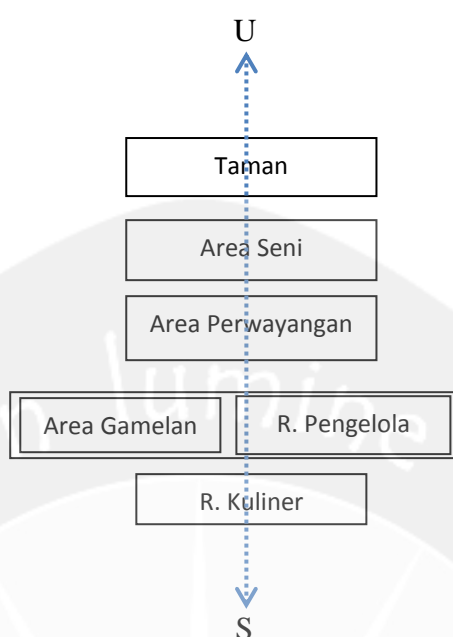 U
Taman
Area Seni
Area Perwayangan
Area Gamelan
R. Pengelola
R. Kuliner
S